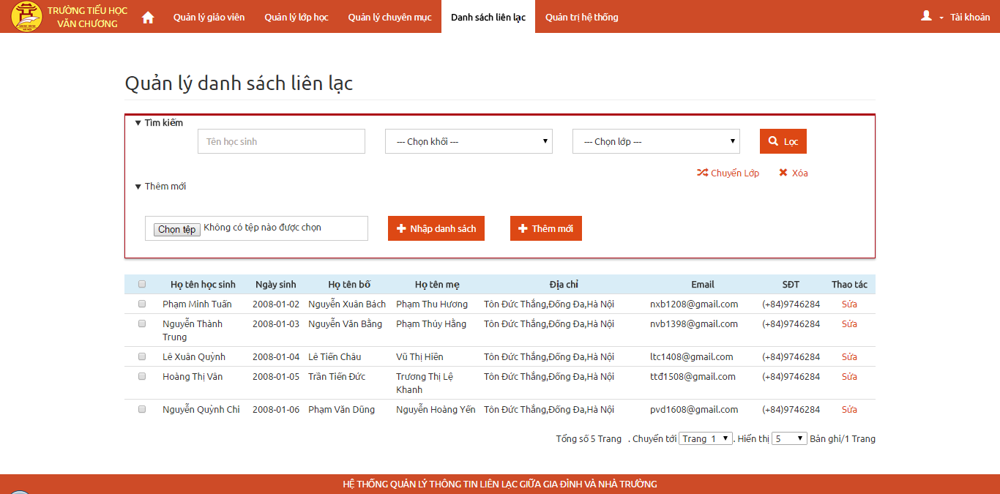 TRƯỜNG TIỂU HỌC
VĂN CHƯƠNG
Quản lý giáo viên Quản lý lớp học Quản lý chuyên mục Danh sách liên lạc Quản trị hệ thống Tài khoản
Quản lý danh sách liên lạc
▼ Tìm kiếm
Tên học sinh --- Chọn khối --- --- Chọn lớp --- Lọc
Chuyển Lớp Xóa
▼ Thêm mới
Chọn tệp Không có tệp nào được chọn Nhập danh sách Thêm mới
Họ tên học sinh Ngày sinh Họ tên bố Họ tên mẹ Địa chỉ Email SĐT Thao tác
Phạm Minh Tuấn 2008-01-02 Nguyễn Xuân Bách Phạm Thu Hương Tôn Đức Thắng,Đống Đa,Hà Nội nxb1208@gmail.com (+84)9746284 Sửa
Nguyễn Thành 2008-01-03 Nguyễn Văn Bằng Phạm Thúy Hằng Tôn Đức Thắng,Đống Đa,Hà Nội nvb1398@gmail.com (+84)9746284 Sửa
Trung
Lê Xuân Quỳnh 2008-01-04 Lê Tiến Châu Vũ Thị Hiền Tôn Đức Thắng,Đống Đa,Hà Nội ltc1408@gmail.com (+84)9746284 Sửa
Hoàng Thị Vân 2008-01-05 Trần Tiến Đức Trương Thị Lệ Tôn Đức Thắng,Đống Đa,Hà Nội ttđ1508@gmail.com (+84)9746284 Sửa
Khanh
Nguyễn Quỳnh Chi 2008-01-06 Phạm Văn Dũng Nguyễn Hoàng Yến Tôn Đức Thắng,Đống Đa,Hà Nội pvd1608@gmail.com (+84)9746284 Sửa
Tổng số 5 Trang . Chuyển tới Trang 1 . Hiển thị 5 Bản ghi/1 Trang
HỆ THỐNG QUẢN LÝ THÔNG TIN LIÊN LẠC GIỮA GIA ĐÌNH VÀ NHÀ TRƯỜNG